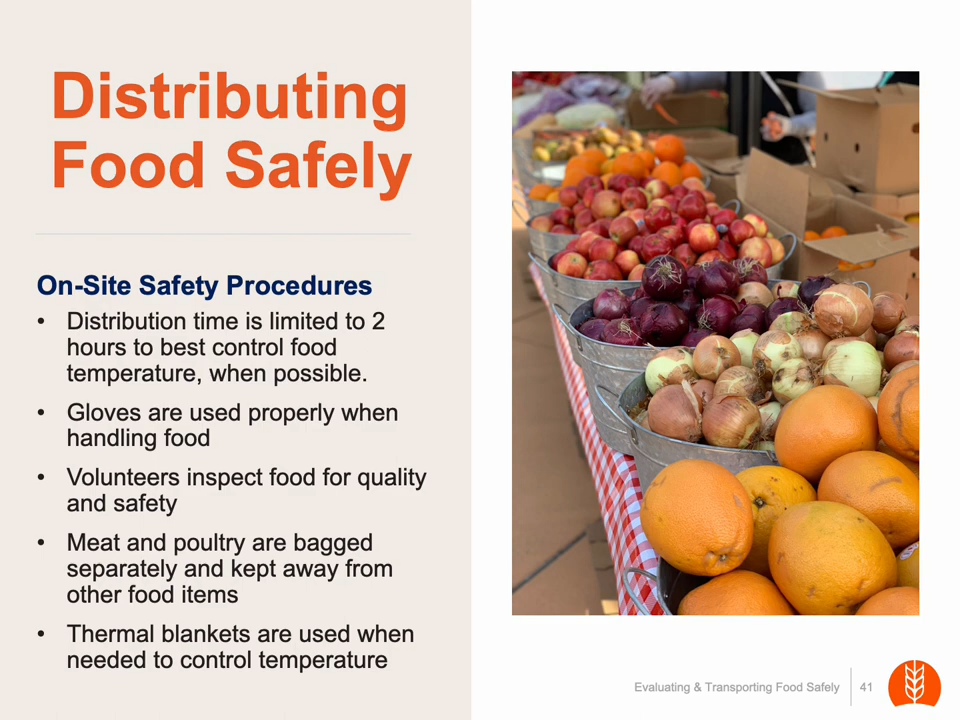 Distributing
Food Safely
On-Site Safety Procedures
• Distribution time is limited to 2
hours to best control food
temperature, when possible.
• Gloves are used properly when
handling food
• Volunteers inspect food for quality
and safety
• Meat and poultry are bagged
separately and kept away from
other food items
• Thermal blankets are used when
needed to control temperature
Evaluating & Transporting Food Safely
41